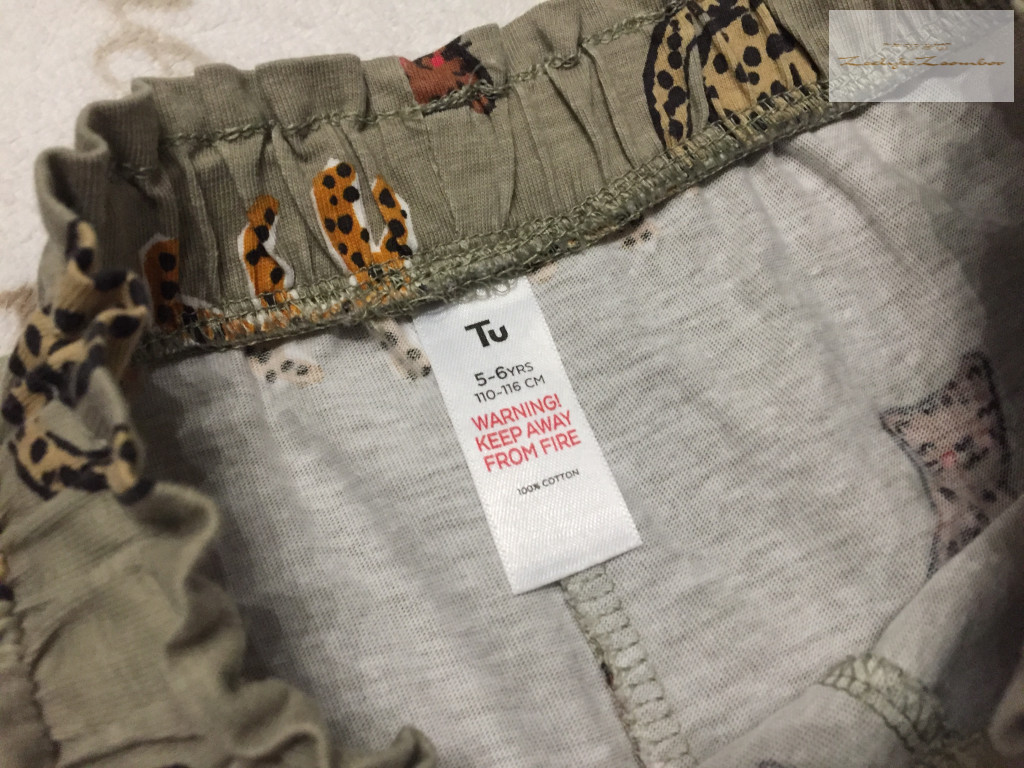 Tu
5-6YRS
110-116 CM
WARNING!
KEEP AWAY
FROM FIRE
100% COTTON